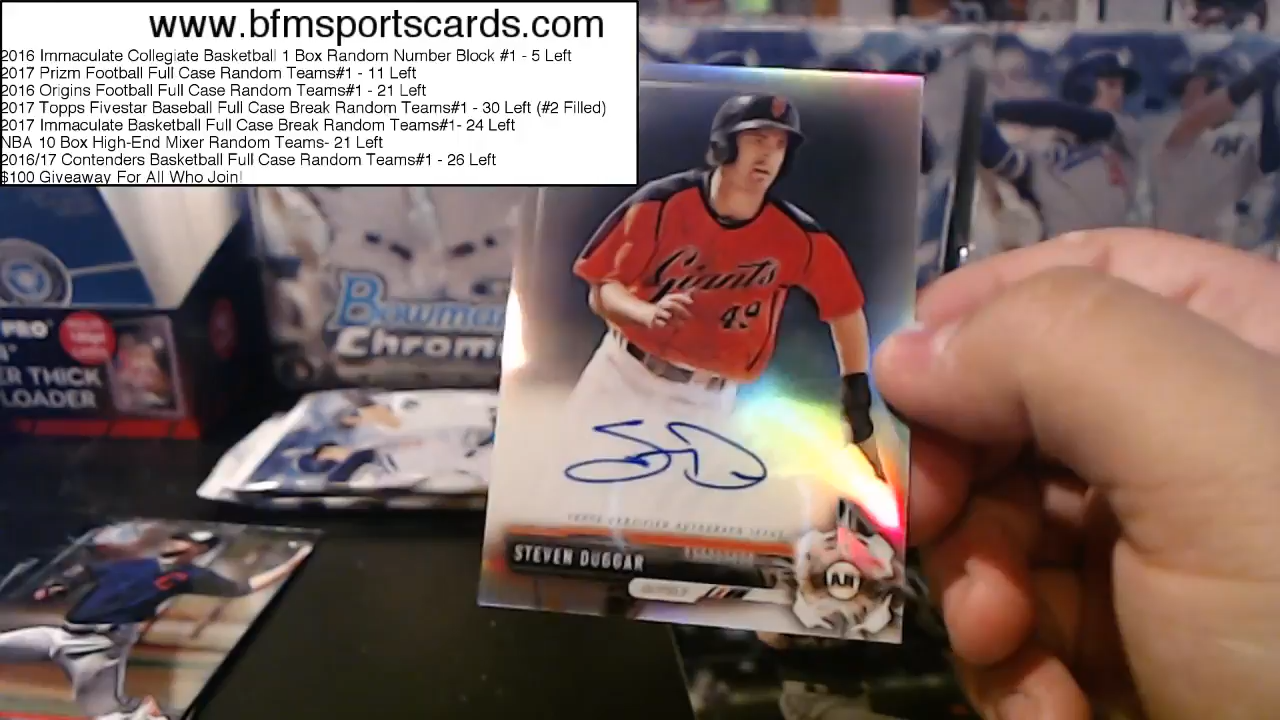 www.bfmsportscards.com
2016 Immaculate Collegiate Basketball 1 Box Random Number Block #1 - 5 Left
2017 Prizm Football Full Case Random Teams#1 - 11 Left
2016 Origins Football Full Case Random Teams#1 - 21 Left
2017 Topps Fivestar Baseball Full Case Break Random Teams#1 - 30 Left (#2 Filled)
2017 Immaculate Basketball Full Case Break Random Teams#1- 24 Left
NBA 10 Box High-End Mixer Random Teams- 21 Left
2016/17 Contenders Basketball Full Case Random Teams#1 - 26 Left
$100 Giveaway For All Who Join!
Giants
49
Bowma
Chrom
PRO
ER THICK
LOADER
STEVEN DUGGAR